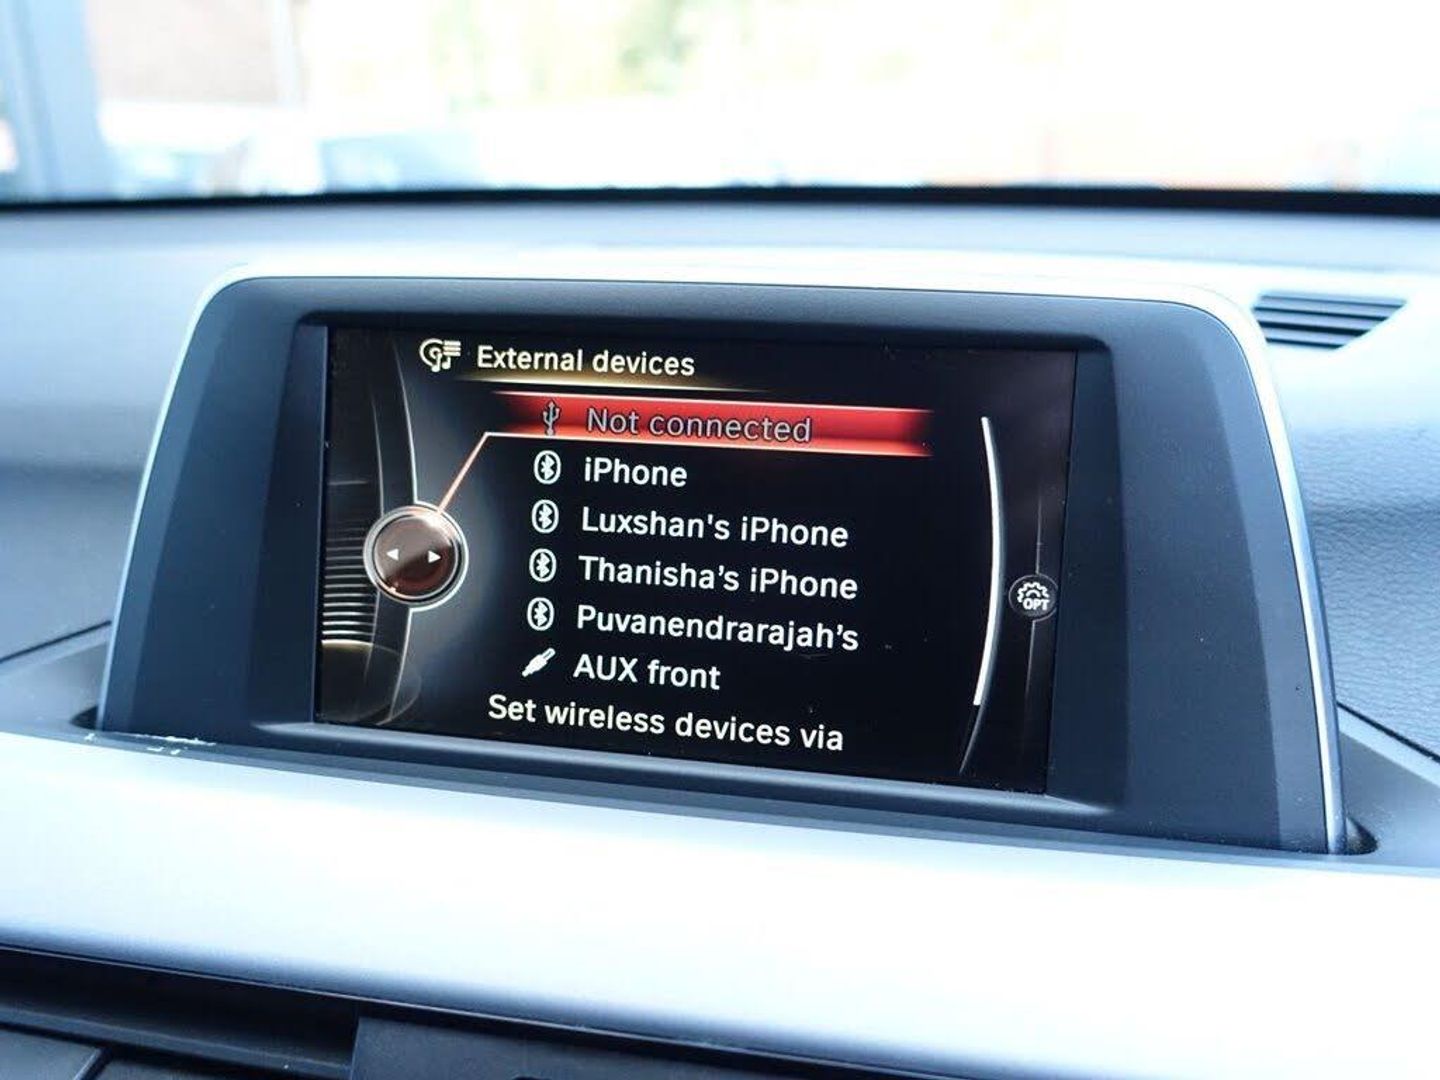 External devices
Not connected
iPhone
Luxshan's iPhone
Thanisha’s iPhone
Puvanendrarajah’s
AUX front
Set wireless devices via
OPT